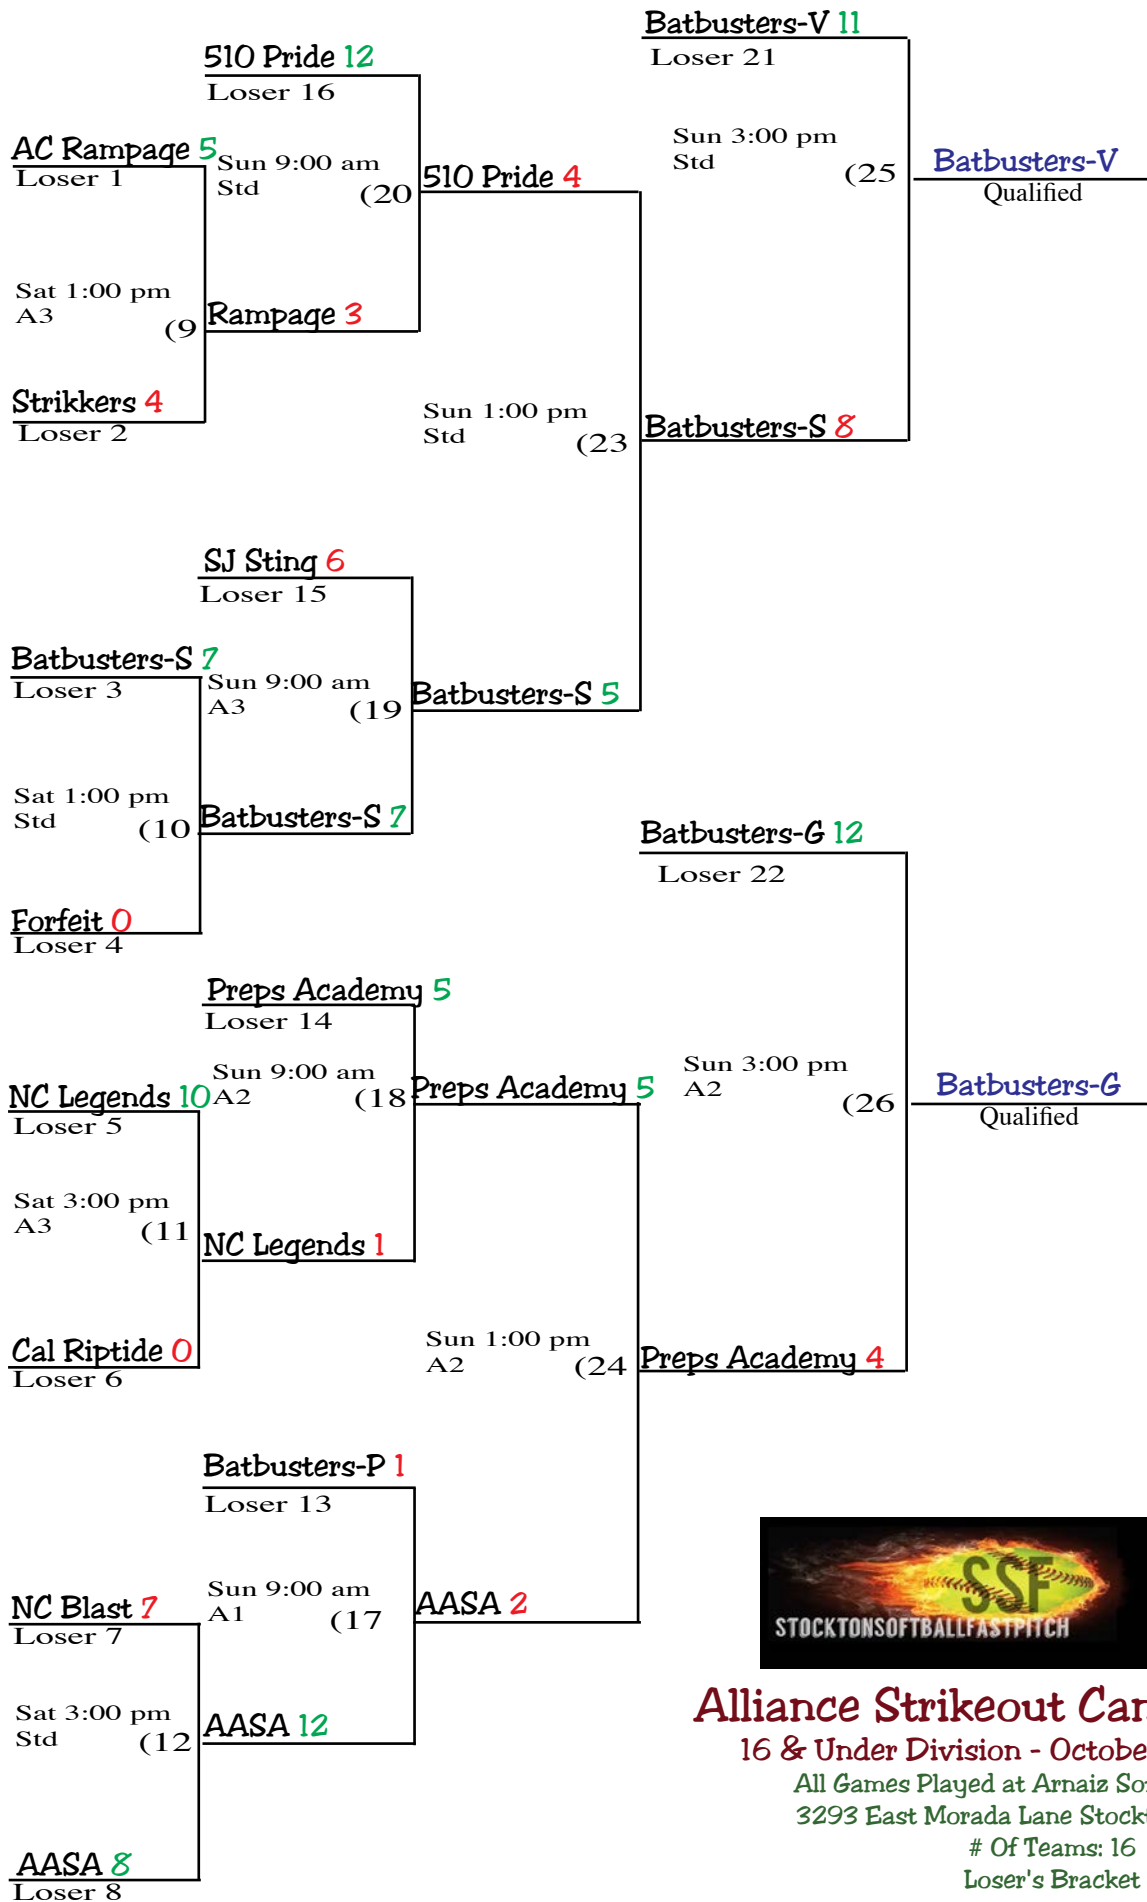 Batbusters-V 11
Loser 21
510 Pride 12
Loser 16
AC Rampage 5
Loser 1
Sun 9:00 am
Std
(20
Sun 3:00 pm
Std
(25
Batbusters-V
Qualified
510 Pride 4
Sat 1:00 pm
A3
(9
Rampage 3
Strikkers 4
Loser 2
Sun 1:00 pm
Std
(23
Batbusters-S 8
SJ Sting 6
Loser 15
Batbusters-S 7
Loser 3
Sun 9:00 am
A3
(19
Batbusters-S 5
Sat 1:00 pm
Std
(10
Batbusters-S 7
Batbusters-G 12
Loser 22
Forfeit 0
Loser 4
Preps Academy 5
Loser 14
NC Legends 10
Loser 5
Sun 9:00 am
A2
(18
Preps Academy 5
Sun 3:00 pm
A2
(26
Batbusters-G
Qualified
Sat 3:00 pm
A3
(11
NC Legends 1
Cal Riptide 0
Loser 6
Sun 1:00 pm
A2
(24
Preps Academy 4
Batbusters-P 1
Loser 13
NC Blast 7
Loser 7
Sun 9:00 am
A1
(17
AASA 2
Sat 3:00 pm
Std
(12
AASA 12
AASA 8
Loser 8
SSF
STOCKTONSOFTBALLFASTPITCH
Alliance Strikeout Can
16 & Under Division - Octobe
All Games Played at Arnaiz So
3293 East Morada Lane Stock
# Of Teams: 16
Loser's Bracket